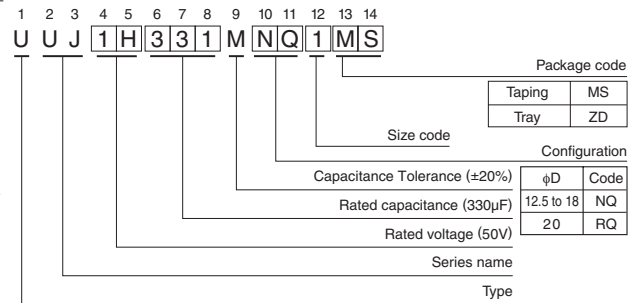 1 2 3 4 5 6 7 8 9 10 11 12 13 14
U U J 1 H 3 3 1 M N Q 1 M S
Package code
Taping MS
Tray ZD
Size code
Configuration
Capacitance Tolerance (±20%)
ϕD Code
Rated capacitance (330µF)
12.5 to 18 NQ
20 RQ
Rated voltage (50V)
Series name
Type